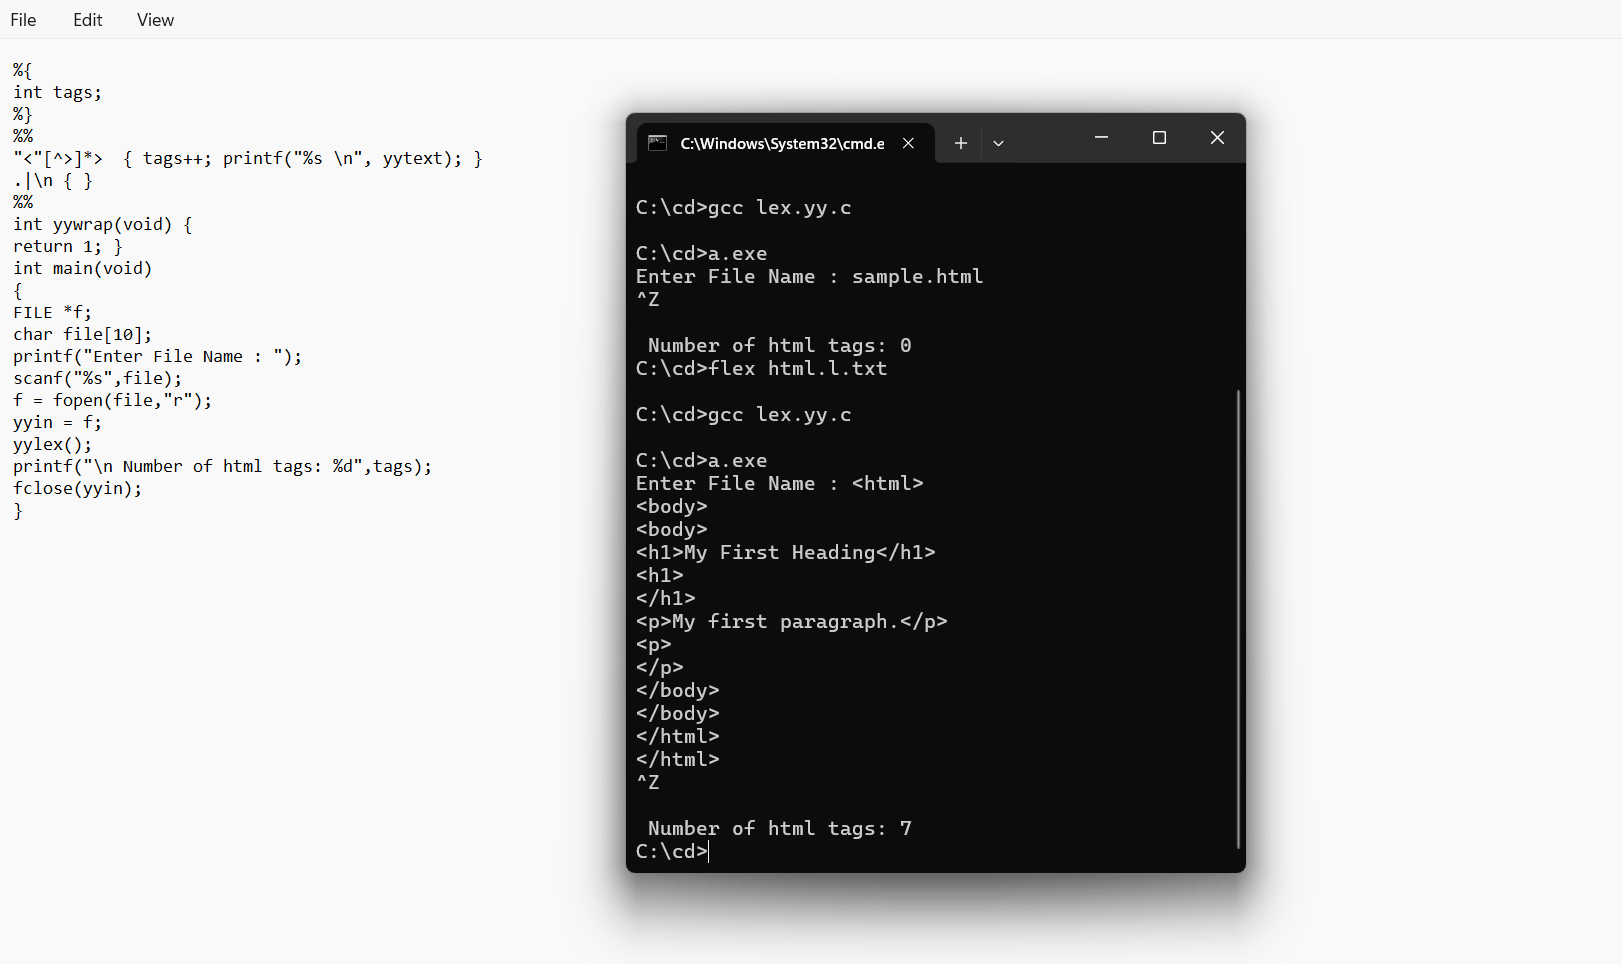 File Edit View
%{
int tags;
%}
%%
"<"[^>]*>  { tags++; printf("%s \n", yytext); }
.|\n { }
%%
int yywrap(void) {
return 1; }
int main(void)
{
FILE *f;
char file[10];
printf("Enter File Name : ");
scanf("%s",file);
f = fopen(file,"r");
yyin = f;
yylex();
printf("\n Number of html tags: %d",tags);
fclose(yyin);
}
C:\Windows\System32\cmd.e
C:\cd>gcc lex.yy.c
C:\cd>a.exe
Enter File Name : sample.html
^Z
Number of html tags: 0
C:\cd>flex html.l.txt
C:\cd>gcc lex.yy.c
C:\cd>a.exe
Enter File Name : <html>
<body>
<body>
<h1>My First Heading</h1>
<h1>
</h1>
<p>My first paragraph.</p>
<p>
</p>
</body>
</body>
</html>
</html>
^Z
Number of html tags: 7
C:\cd>